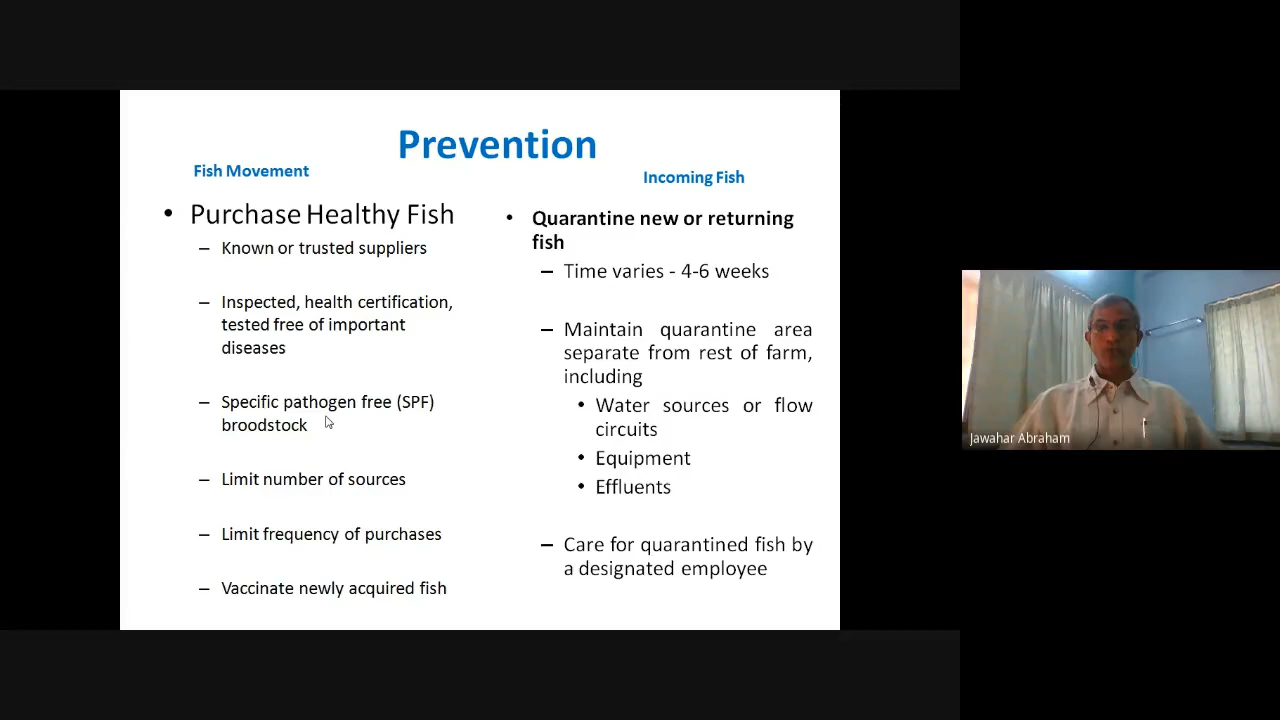 Prevention
Fish Movement
• Purchase Healthy Fish
– Known or trusted suppliers
– Inspected, health certification,
tested free of important
diseases
– Specific pathogen free (SPF)
broodstock
– Limit number of sources
– Limit frequency of purchases
– Vaccinate newly acquired fish
Incoming Fish
• Quarantine new or returning
fish
– Time varies - 4-6 weeks
– Maintain quarantine area
separate from rest of farm,
including
• Water sources or flow
circuits
• Equipment
• Effluents
– Care for quarantined fish by
a designated employee
Jawahar Abraham